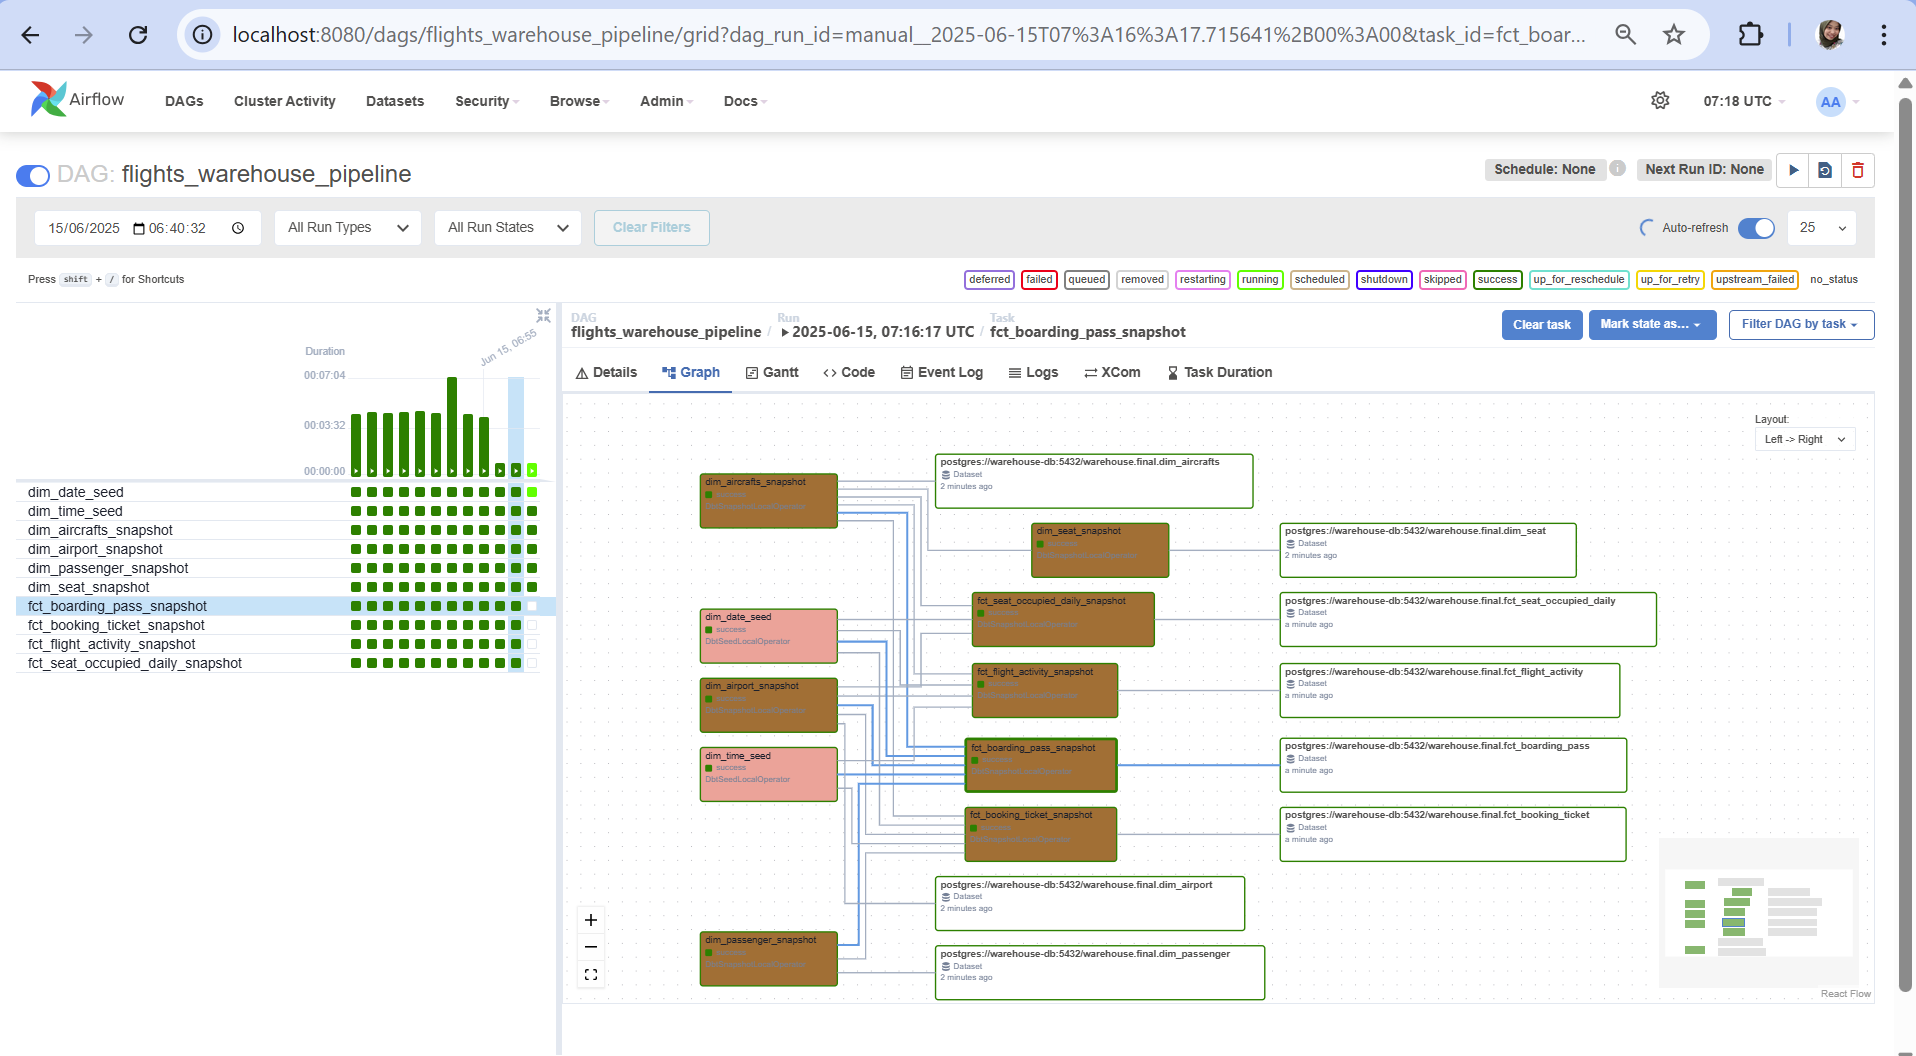 localhost:8080/dags/flights_warehouse_pipeline/grid?dag_run_id=manual__2025-06-15T07%3A16%3A17.715641%2B00%3A00&task_id=fct_boar...
Airflow
DAGs
Cluster Activity
Datasets
Security
Browse
Admin
Docs
07:18 UTC
AA
DAG: flights_warehouse_pipeline
Schedule: None
Next Run ID: None
15/06/2025 06:40:32
All Run Types
All Run States
Clear Filters
Auto-refresh
25
Press shift + / for Shortcuts
deferred
failed
queued
removed
restarting
running
scheduled
shutdown
skipped
success
up_for_reschedule
up_for_retry
upstream_failed
no_status
Duration
Jun 15, 06:55
00:07:04
00:03:32
00:00:00
dim_date_seed
dim_time_seed
dim_aircrafts_snapshot
dim_airport_snapshot
dim_passenger_snapshot
dim_seat_snapshot
fct_boarding_pass_snapshot
fct_booking_ticket_snapshot
fct_flight_activity_snapshot
fct_seat_occupied_daily_snapshot
DAG
flights_warehouse_pipeline /
Run
2025-06-15, 07:16:17 UTC /
Task
fct_boarding_pass_snapshot
Clear task
Mark state as...
Filter DAG by task
Details
Graph
Gantt
Code
Event Log
Logs
XCom
Task Duration
Layout:
Left -> Right
dim_aircrafts_snapshot
success
postgres://warehouse-db:5432/warehouse.final.dim_aircrafts
Dataset
2 minutes ago
dim_seat_snapshot
postgres://warehouse-db:5432/warehouse.final.dim_seat
Dataset
2 minutes ago
fct_seat_occupied_daily_snapshot
success
postgres://warehouse-db:5432/warehouse.final.fct_seat_occupied_daily
Dataset
a minute ago
dim_date_seed
success
DbtSeedLocalOperator
fct_flight_activity_snapshot
success
postgres://warehouse-db:5432/warehouse.final.fct_flight_activity
Dataset
a minute ago
dim_airport_snapshot
success
fct_boarding_pass_snapshot
success
postgres://warehouse-db:5432/warehouse.final.fct_boarding_pass
Dataset
a minute ago
dim_time_seed
success
DbtSeedLocalOperator
fct_booking_ticket_snapshot
success
postgres://warehouse-db:5432/warehouse.final.fct_booking_ticket
Dataset
a minute ago
postgres://warehouse-db:5432/warehouse.final.dim_airport
Dataset
2 minutes ago
dim_passenger_snapshot
success
postgres://warehouse-db:5432/warehouse.final.dim_passenger
Dataset
2 minutes ago
React Flow